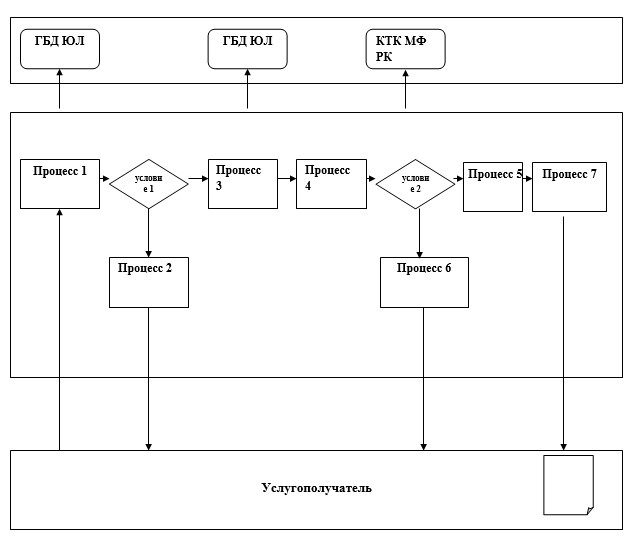 ГБД ЮЛ
ГБД ЮЛ
КТК МФ
РК
Процесс 1
услови
е 1
Процесс
3
Процесс
4
услови
е 2
Процесс 5
Процесс 7
Процесс 2
Процесс 6
Услугополучатель